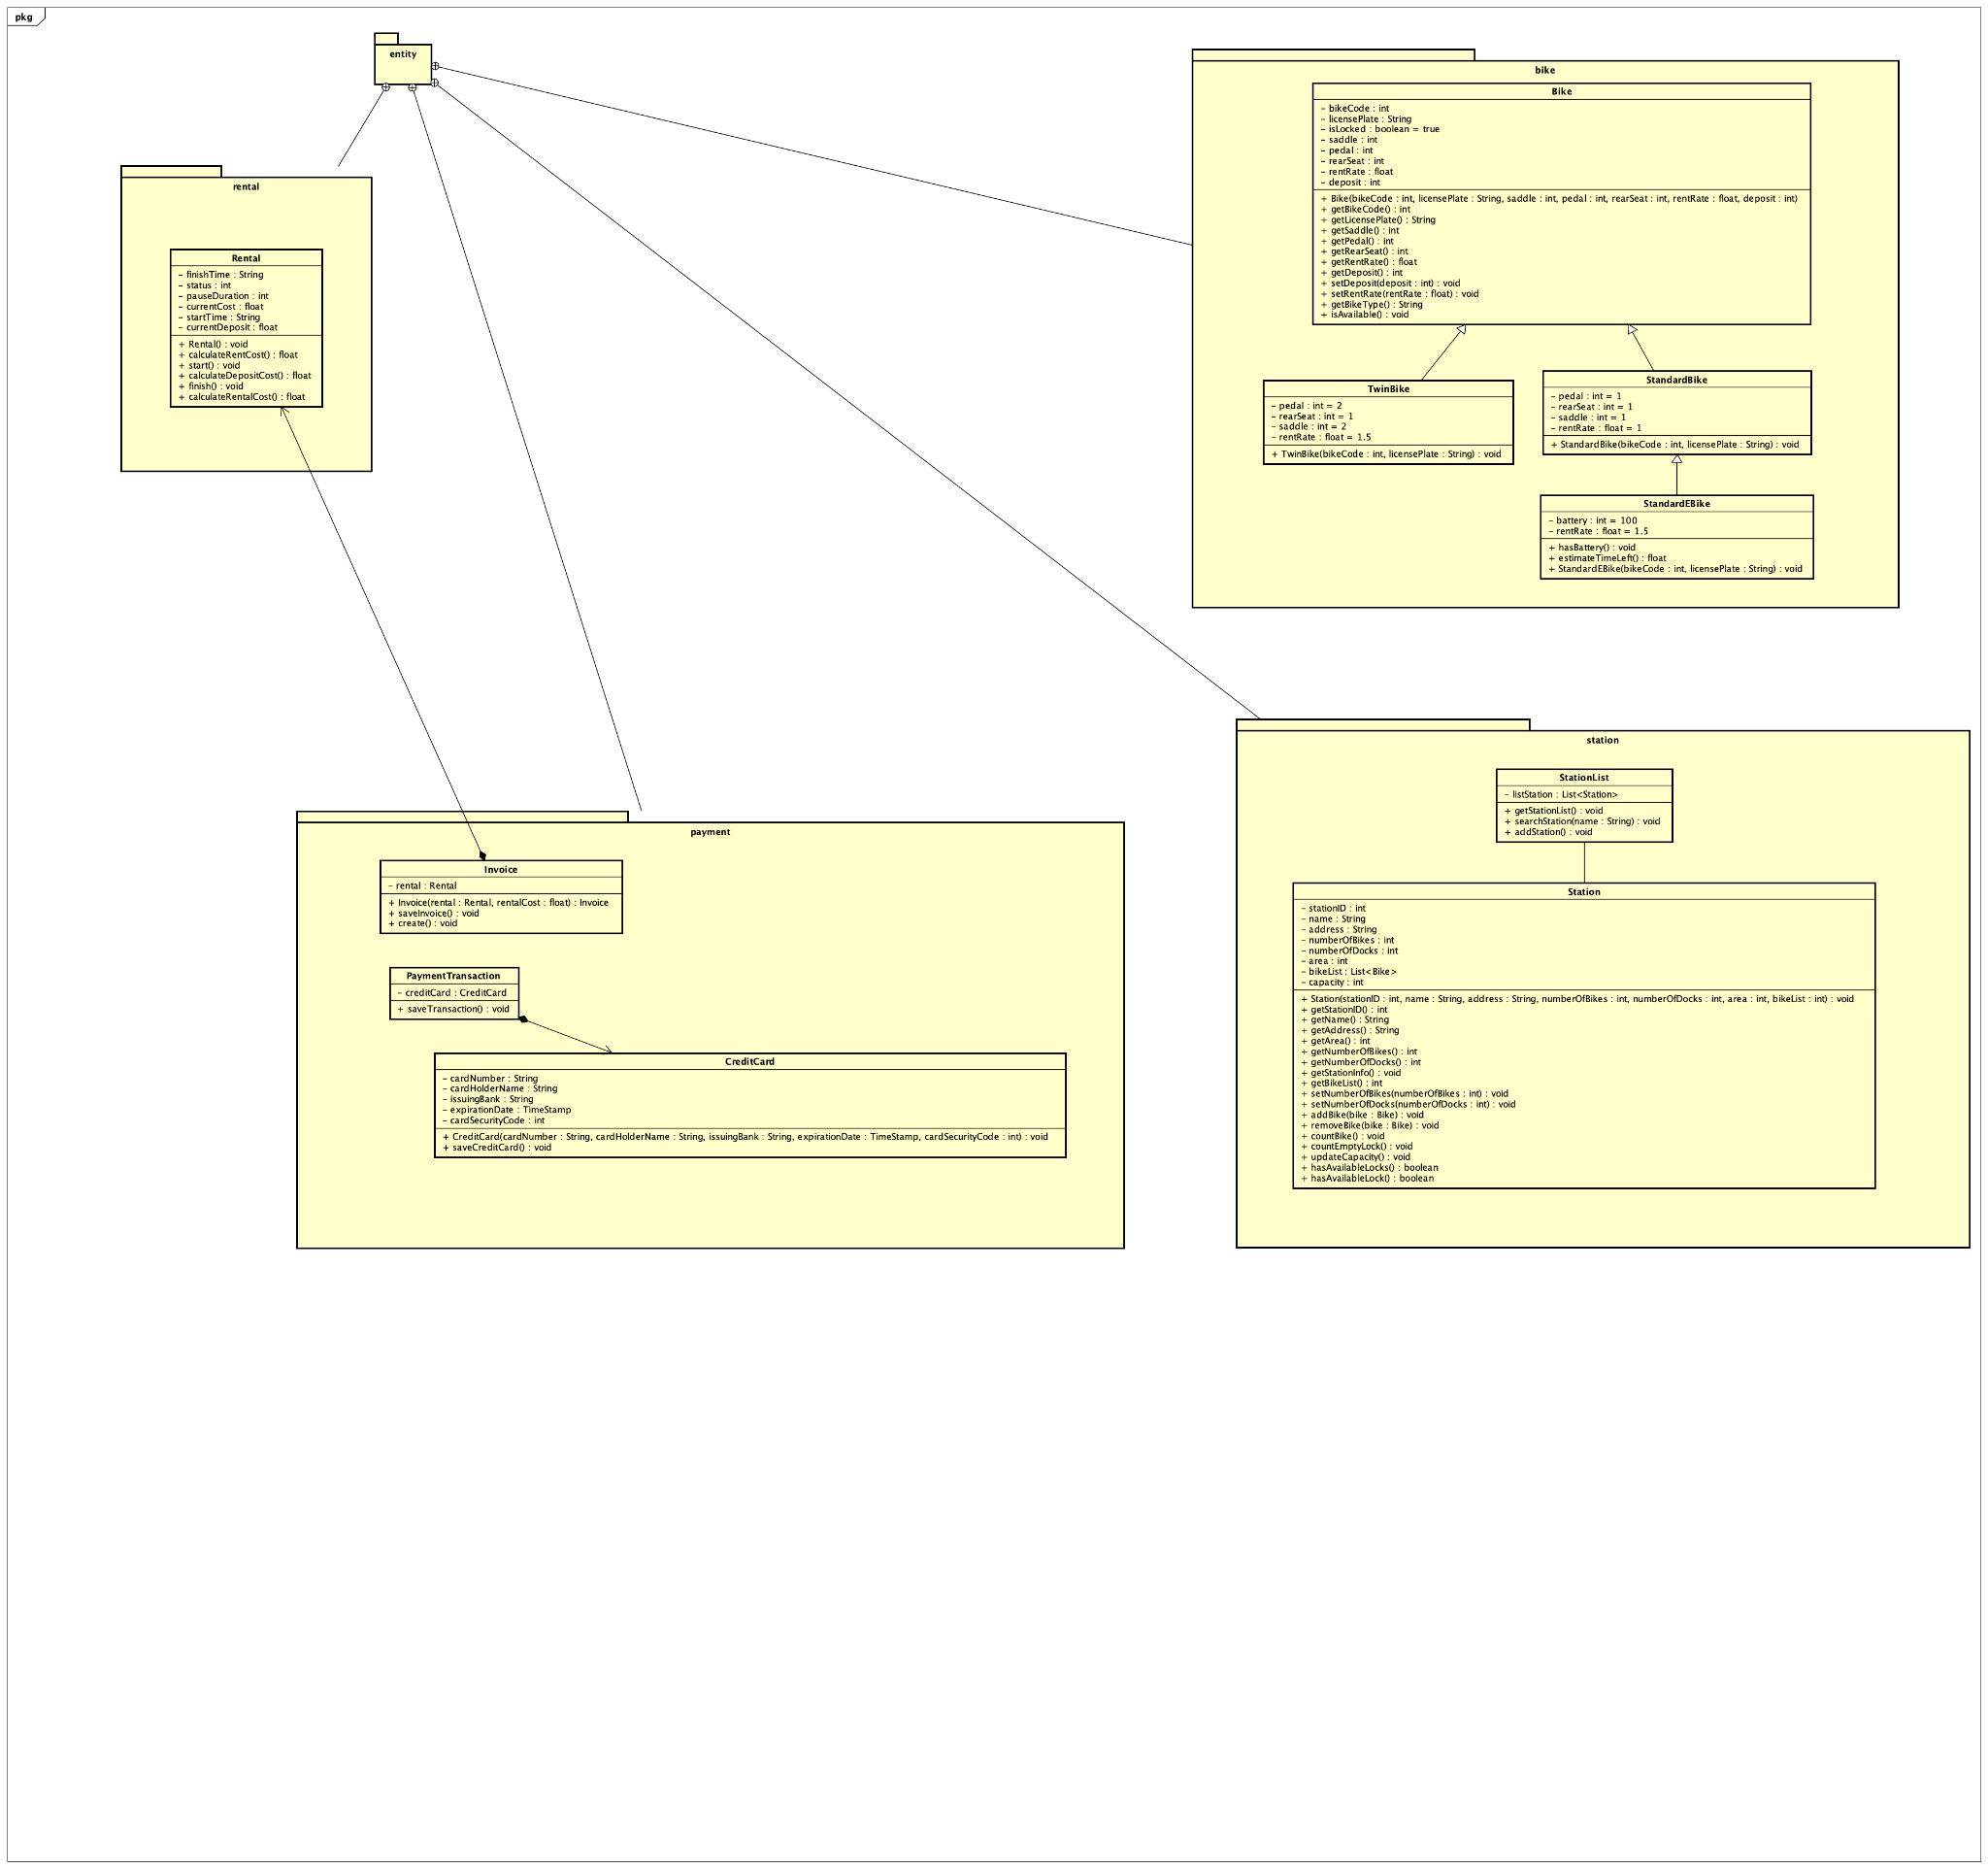 pkg
entity
rental
Rental
- finishTime : String
- status : int
- pauseDuration : int
- currentCost : float
- startTime : String
- currentDeposit : float
+ Rental() : void
+ calculateRentCost() : float
+ start() : void
+ calculateDepositCost() : float
+ finish() : void
+ calculateRentalCost() : float
bike
Bike
- bikeCode : int
- licensePlate : String
- isLocked : boolean = true
- saddle : int
- pedal : int
- rearSeat : int
- rentRate : float
- deposit : int
+ Bike(bikeCode : int, licensePlate : String, saddle : int, pedal : int, rearSeat : int, rentRate : float, deposit : int)
+ getBikeCode() : int
+ getLicensePlate() : String
+ getSaddle() : int
+ getPedal() : int
+ getRearSeat() : int
+ getRentRate() : float
+ getDeposit() : int
+ setDeposit(deposit : int) : void
+ setRentRate(rentRate : float) : void
+ getBikeType() : String
+ isAvailable() : void
TwinBike
- pedal : int = 2
- rearSeat : int = 1
- saddle : int = 2
- rentRate : float = 1.5
+ TwinBike(bikeCode : int, licensePlate : String) : void
StandardBike
- pedal : int = 1
- rearSeat : int = 1
- saddle : int = 1
- rentRate : float = 1
+ StandardBike(bikeCode : int, licensePlate : String) : void
StandardEBike
- battery : int = 100
- rentRate : float = 1.5
+ hasBattery() : void
+ estimateTimeLeft() : float
+ StandardEBike(bikeCode : int, licensePlate : String) : void
payment
Invoice
- rental : Rental
+ Invoice(rental : Rental, rentalCost : float) : Invoice
+ saveInvoice() : void
+ create() : void
PaymentTransaction
- creditCard : CreditCard
+ saveTransaction() : void
CreditCard
- cardNumber : String
- cardHolderName : String
- issuingBank : String
- expirationDate : TimeStamp
- cardSecurityCode : int
+ CreditCard(cardNumber : String, cardHolderName : String, issuingBank : String, expirationDate : TimeStamp, cardSecurityCode : int) : void
+ saveCreditCard() : void
station
StationList
- listStation : List<Station>
+ getStationList() : void
+ searchStation(name : String) : void
+ addStation() : void
Station
- stationID : int
- name : String
- address : String
- numberOfBikes : int
- numberOfDocks : int
- area : int
- bikeList : List<Bike>
- capacity : int
+ Station(stationID : int, name : String, address : String, numberOfBikes : int, numberOfDocks : int, area : int, bikeList : int) : void
+ getStationID() : int
+ getName() : String
+ getAddress() : String
+ getArea() : int
+ getNumberOfBikes() : int
+ getNumberOfDocks() : int
+ getStationInfo() : void
+ getBikeList() : int
+ setNumberOfBikes(numberOfBikes : int) : void
+ setNumberOfDocks(numberOfDocks : int) : void
+ addBike(bike : Bike) : void
+ removeBike(bike : Bike) : void
+ countBike() : void
+ countEmptyLock() : void
+ updateCapacity() : void
+ hasAvailableLocks() : boolean
+ hasAvailableLock() : boolean